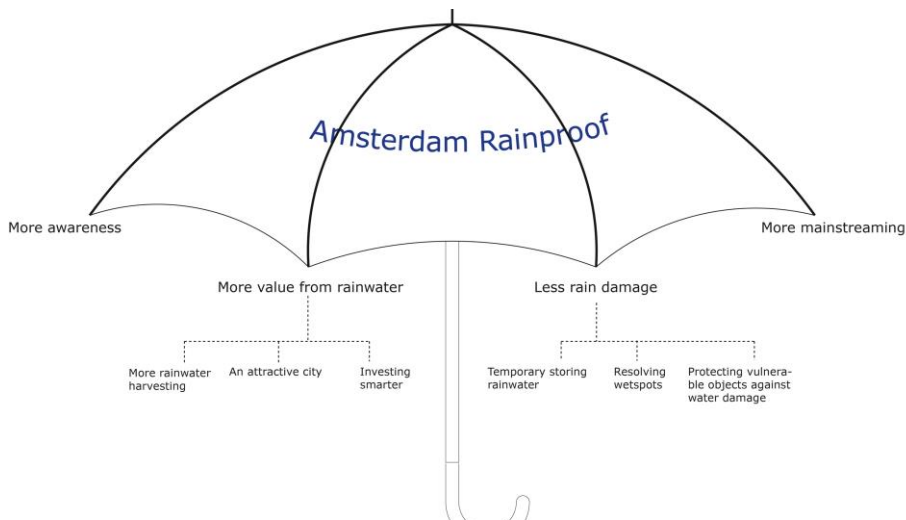 Amsterdam Rainproof
More awareness
More mainstreaming
More value from rainwater
Less rain damage
More rainwater
harvesting
An attractive city
Investing
smarter
Temporary storing
rainwater
Resolving
wetspots
Protecting vulnera-
ble objects against
water damage